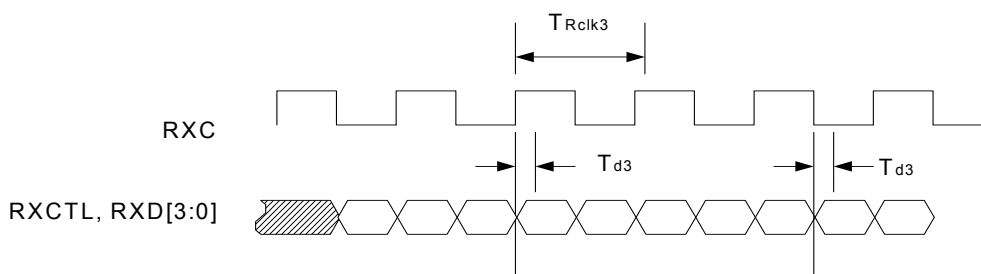 TRclk3
RXC
Td3
Td3
RXCTL, RXD[3:0]